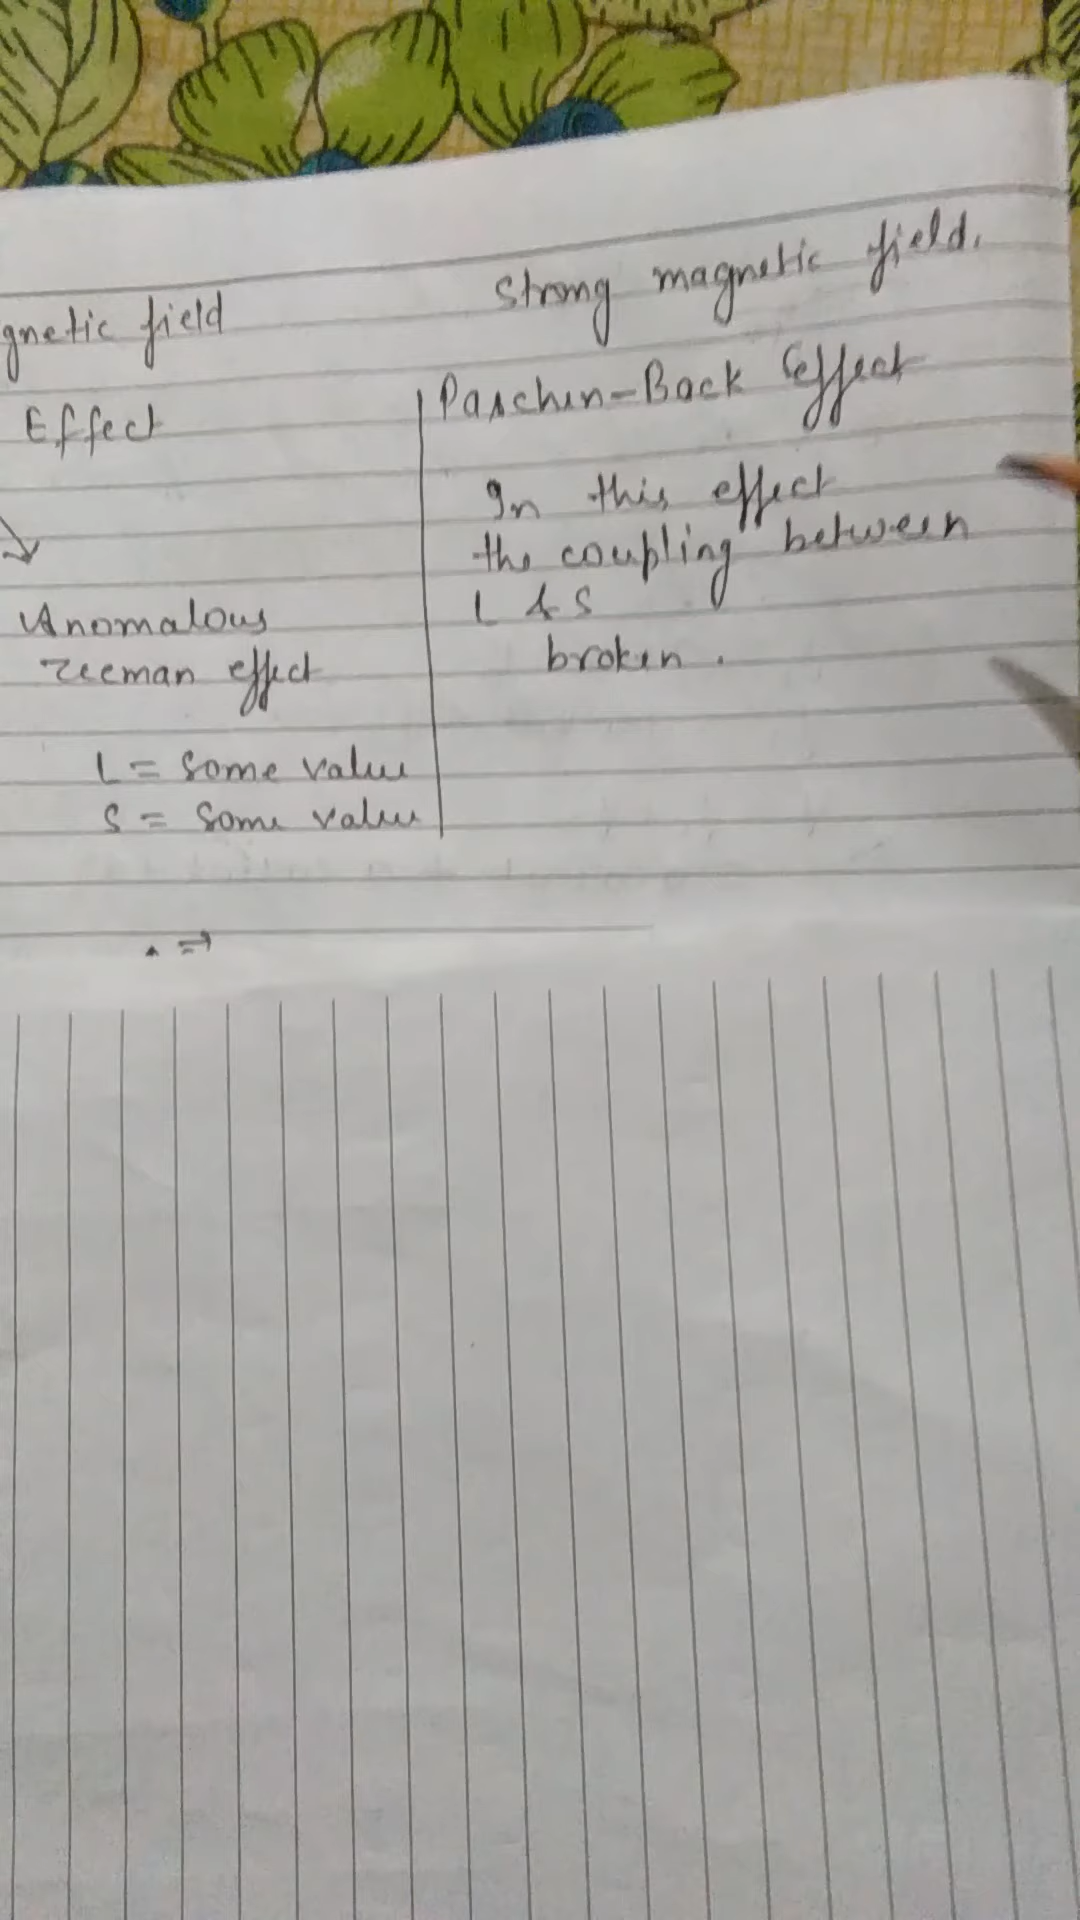 gnetic field
Effect
Anomalous
Zeeman effect
L = Some value
S = Some value
Strong magnetic field.
Paschen-Back Effect
In this effect
the coupling between
L & S
broken.